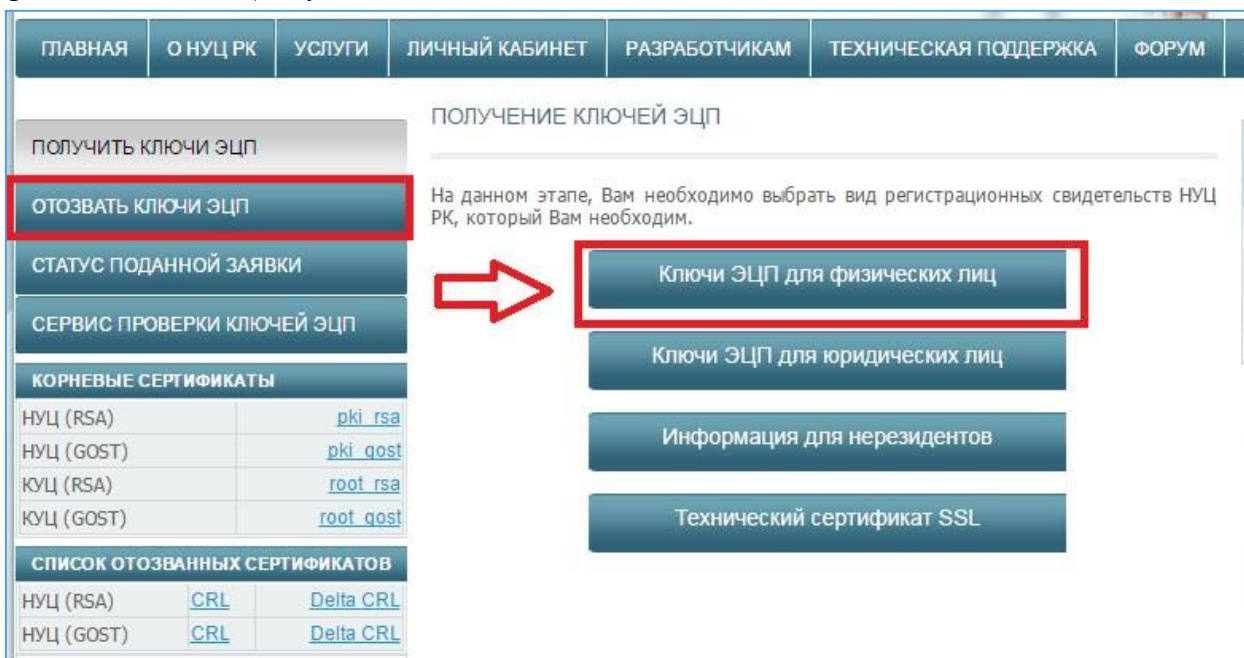 ГЛАВНАЯ
О НУЦ РК
УСЛУГИ
ЛИЧНЫЙ КАБИНЕТ
РАЗРАБОТЧИКАМ
ТЕХНИЧЕСКАЯ ПОДДЕРЖКА
ФОРУМ
ПОЛУЧИТЬ КЛЮЧИ ЭЦП
ОТОЗВАТЬ КЛЮЧИ ЭЦП
СТАТУС ПОДАННОЙ ЗАЯВКИ
СЕРВИС ПРОВЕРКИ КЛЮЧЕЙ ЭЦП
КОРНЕВЫЕ СЕРТИФИКАТЫ
НУЦ (RSA) pki_rsa
НУЦ (GOST) pki_gost
КУЦ (RSA) root_rsa
КУЦ (GOST) root_gost
СПИСОК ОТОЗВАННЫХ СЕРТИФИКАТОВ
НУЦ (RSA) CRL Delta CRL
НУЦ (GOST) CRL Delta CRL
ПОЛУЧЕНИЕ КЛЮЧЕЙ ЭЦП
На данном этапе, Вам необходимо выбрать вид регистрационных свидетельств НУЦ
РК, который Вам необходим.
Ключи ЭЦП для физических лиц
Ключи ЭЦП для юридических лиц
Информация для нерезидентов
Технический сертификат SSL